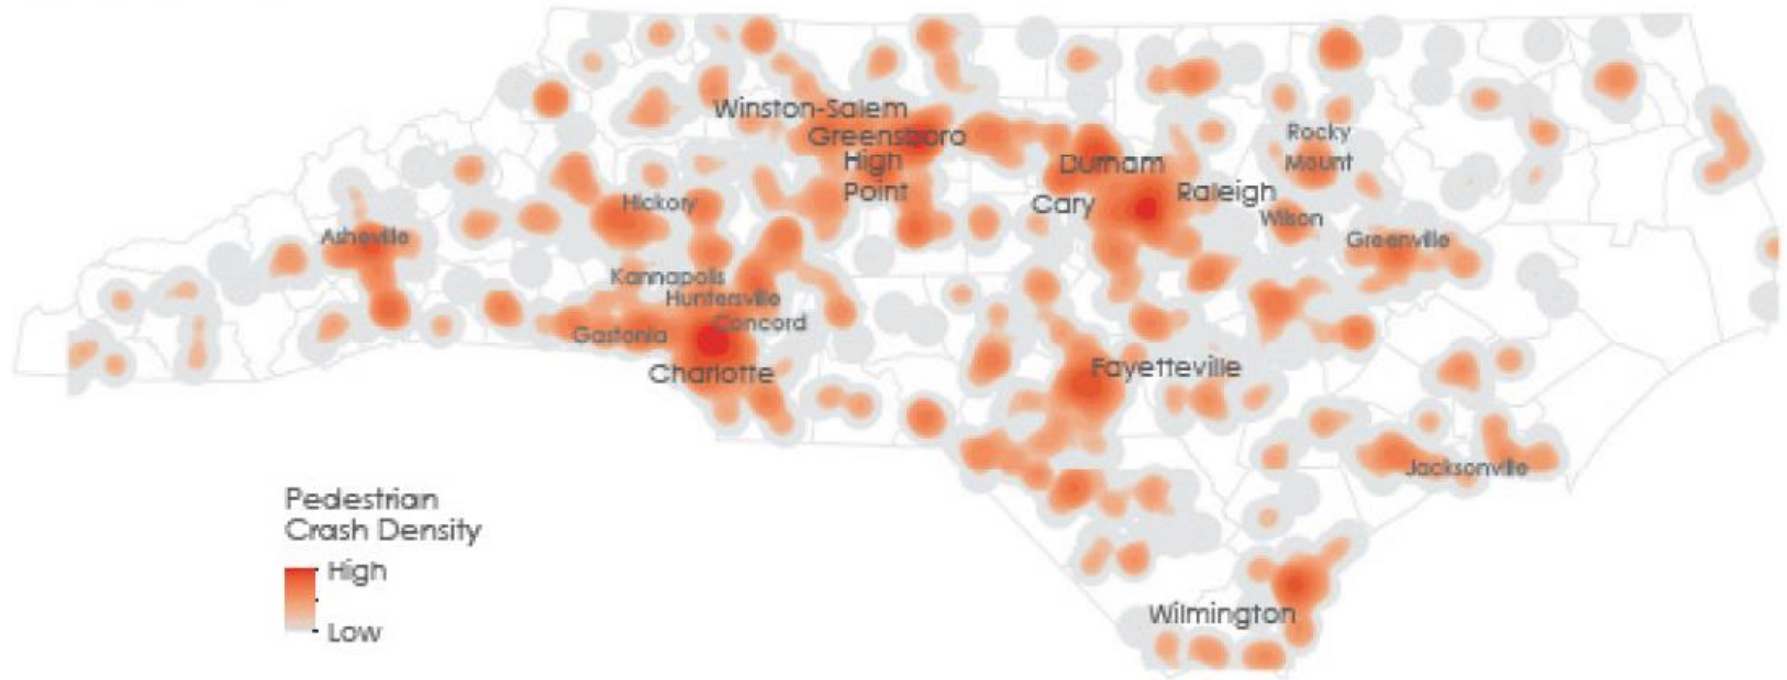 Winston-Salem
Greensboro
High
Point
Durham
Cary
Raleigh
Rocky
Mount
Wilson
Greenville
Hickory
Asheville
Kannapolis
Huntersville
Concord
Gastonia
Charlotte
Fayetteville
Jacksonville
Wilmington
Pedestrian
Crash Density
High
Low